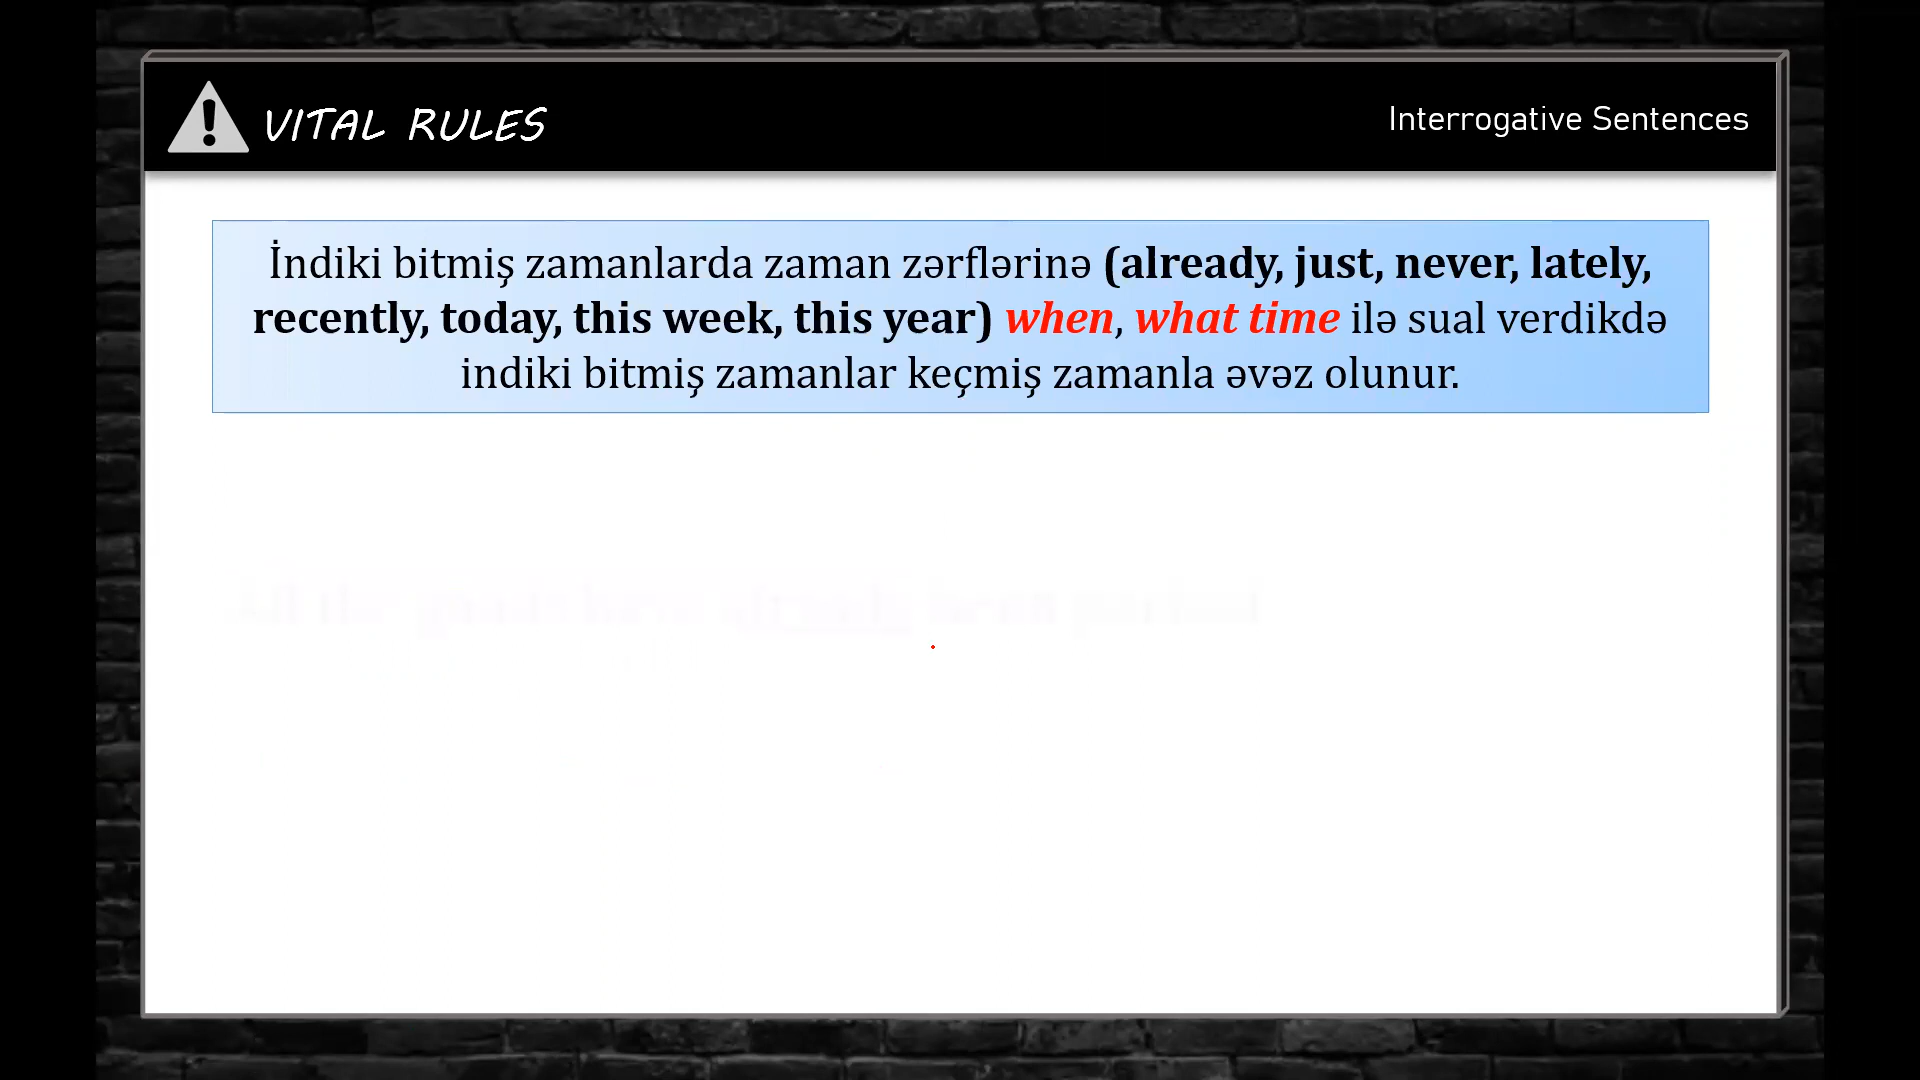 VITAL RULES
Interrogative Sentences
İndiki bitmiş zamanlarda zaman zərflərinə (already, just, never, lately,
recently, today, this week, this year) when, what time ilə sual verdikdə
indiki bitmiş zamanlar keçmiş zamanla əvəz olunur.